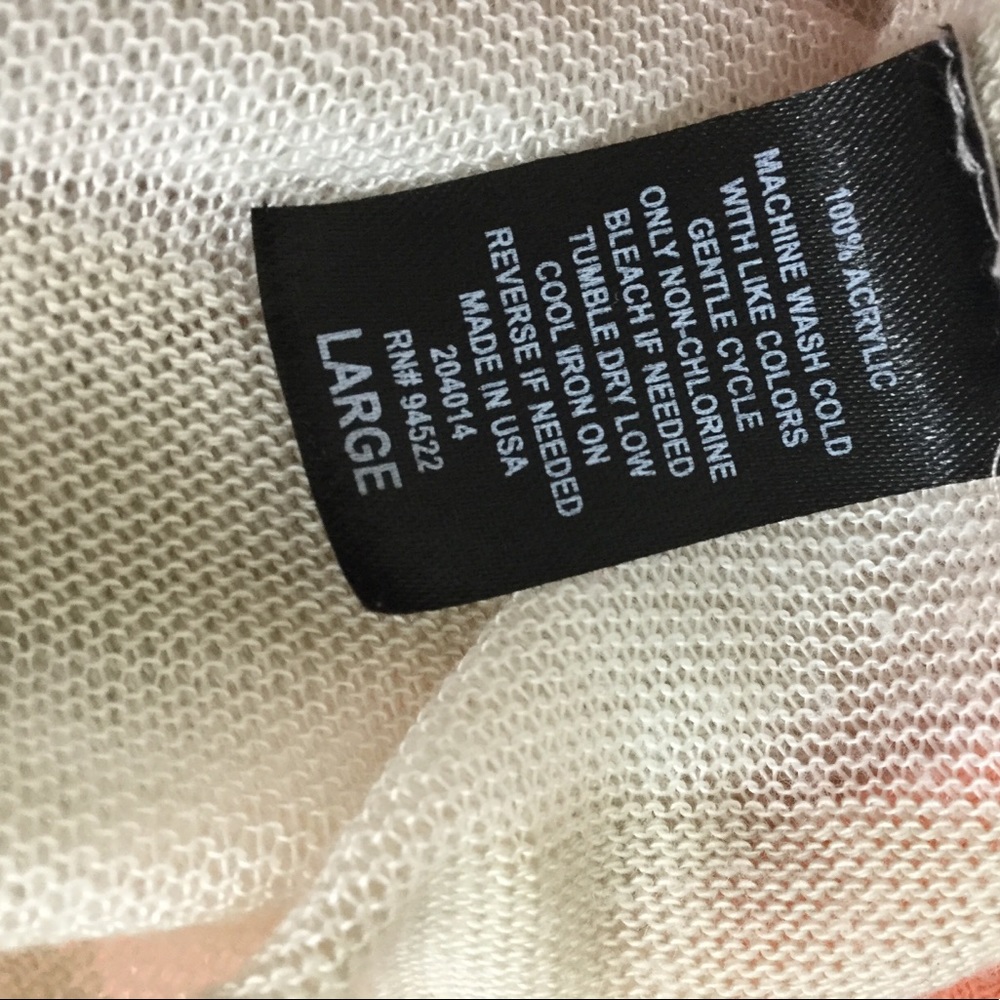 100% ACRYLIC
MACHINE WASH COLD
WITH LIKE COLORS
GENTLE CYCLE
ONLY NON-CHLORINE
BLEACH IF NEEDED
TUMBLE DRY LOW
COOL IRON ON
REVERSE IF NEEDED
MADE IN USA
204014
RN# 94522
LARGE